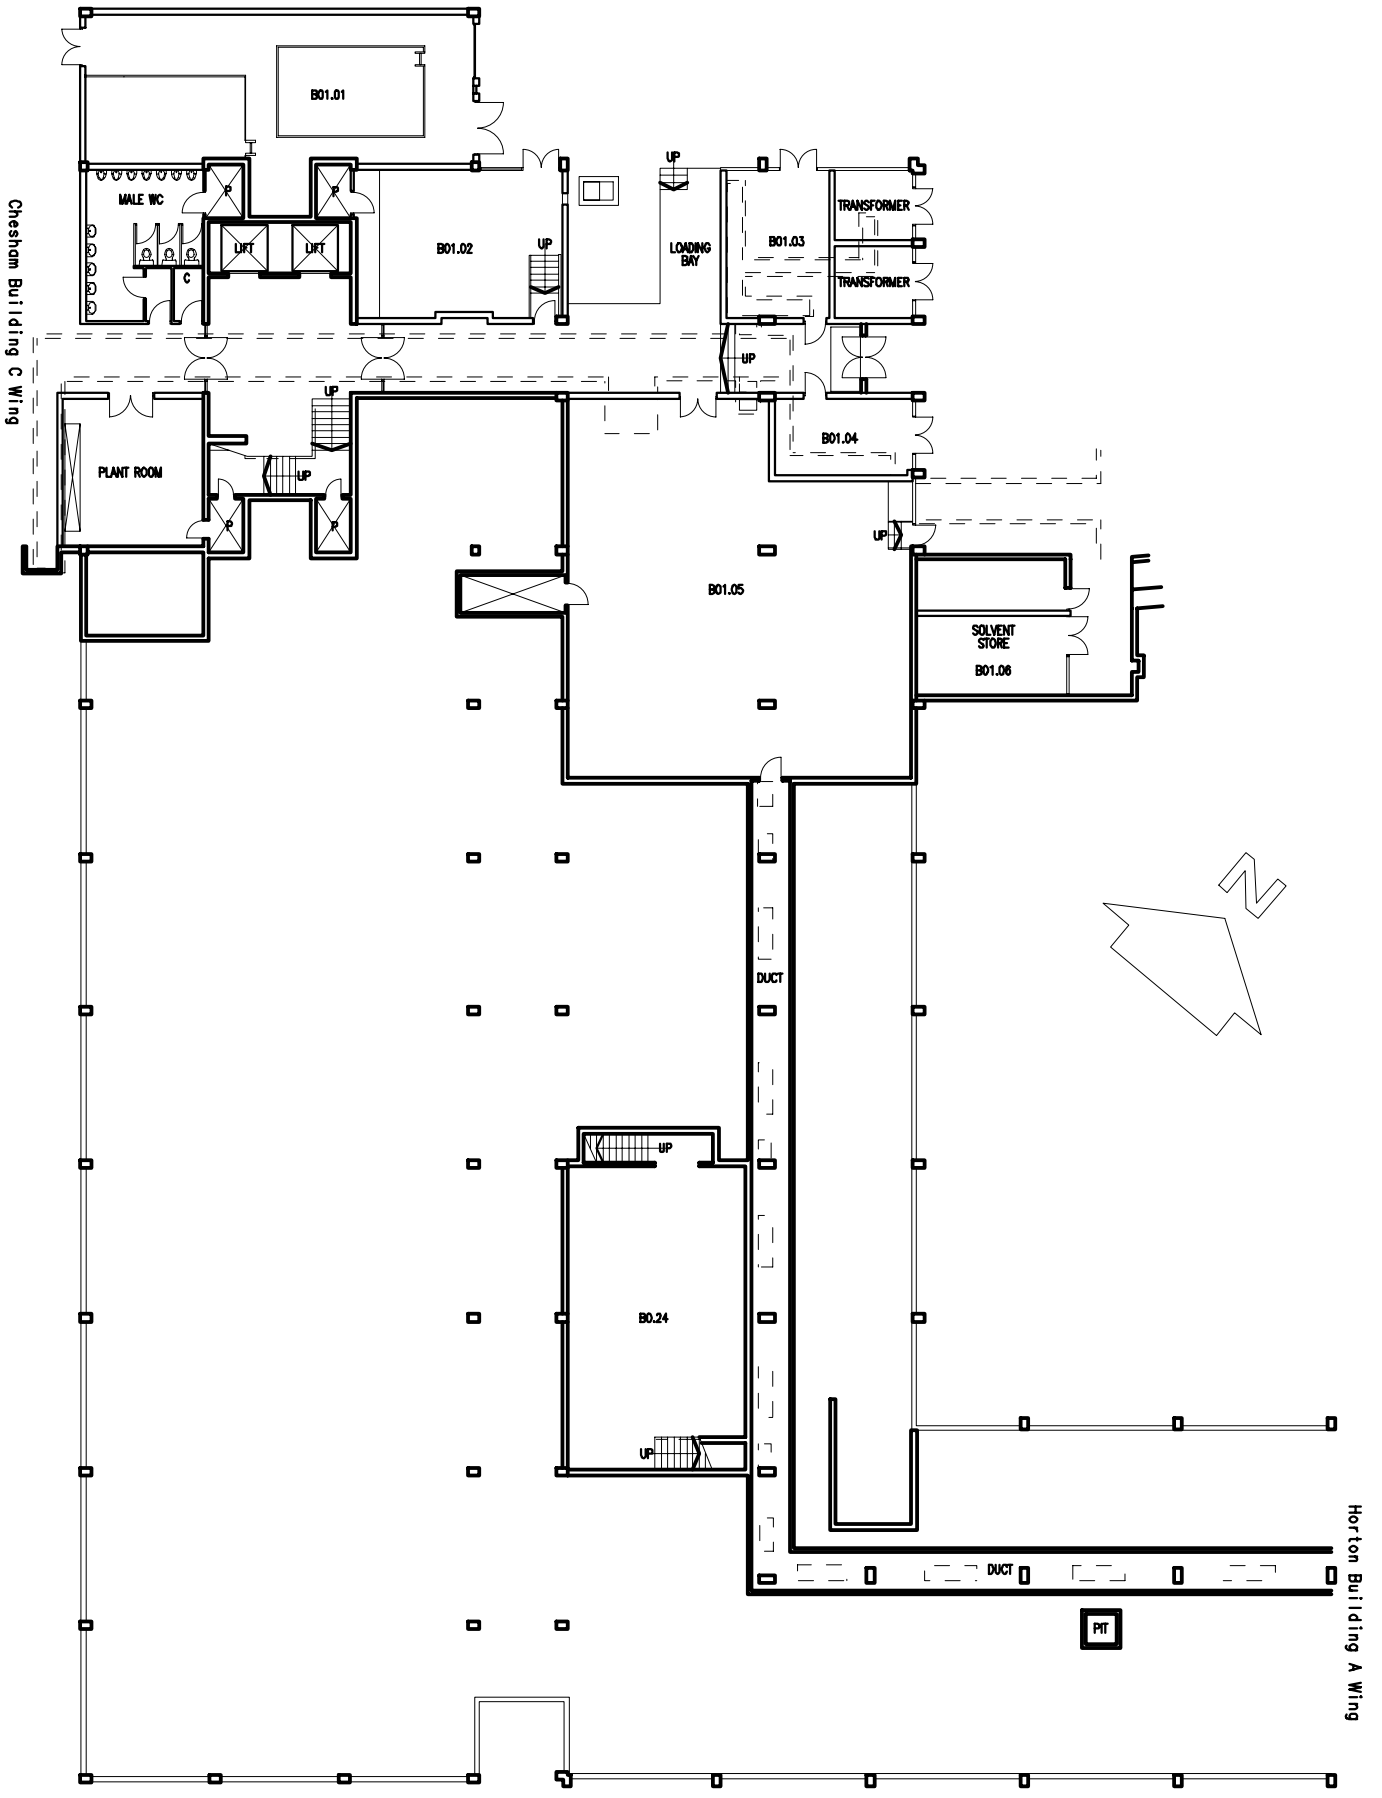 B01.01
UP
MALE WC
P
P
TRANSFORMER
LIFT
LIFT
B01.02
UP
LOADING
BAY
B01.03
C
TRANSFORMER
Chesham Building C Wing
UP
UP
B01.04
PLANT ROOM
UP
P
P
UP
B01.05
SOLVENT
STORE
B01.06
N
DUCT
UP
B0.24
UP
DUCT
PIT
Horton Building A Wing